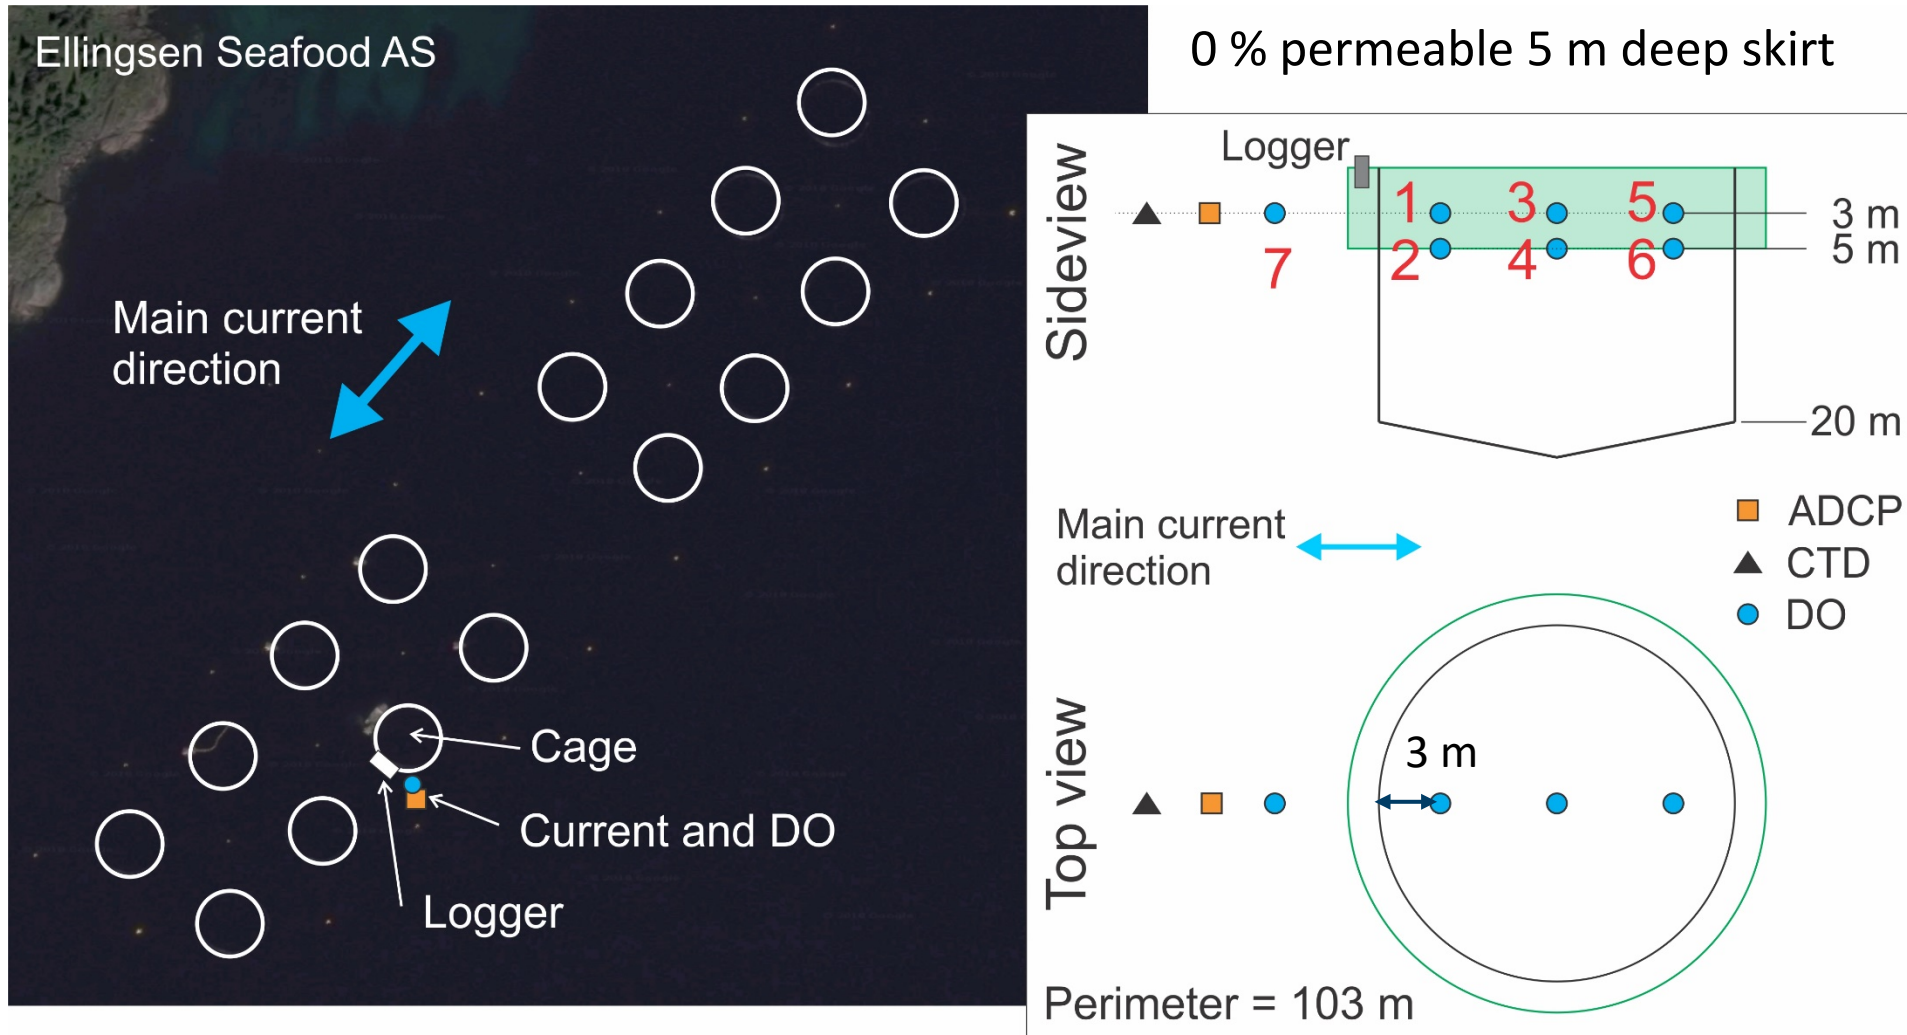 Ellingsen Seafood AS
0 % permeable 5 m deep skirt
Main current
direction
Cage
Current and DO
Logger
Sideview
Logger
1 3 5
3 m
5 m
2 4 6
7
20 m
Main current
direction
ADCP
CTD
DO
Top view
3 m
Perimeter = 103 m